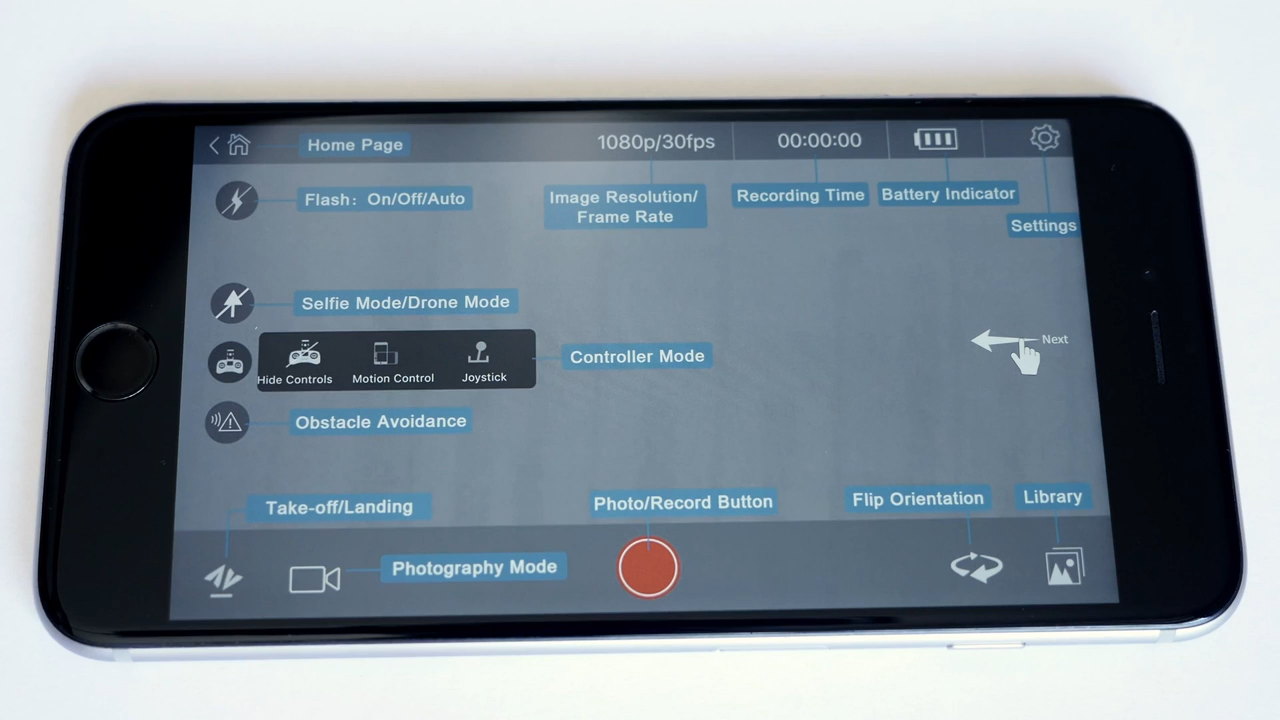 Home Page
1080p/30fps
00:00:00
Flash: On/Off/Auto
Image Resolution/
Frame Rate
Recording Time
Battery Indicator
Settings
Selfie Mode/Drone Mode
Hide Controls
Motion Control
Joystick
Controller Mode
Next
Obstacle Avoidance
Take-off/Landing
Photo/Record Button
Flip Orientation
Library
Photography Mode